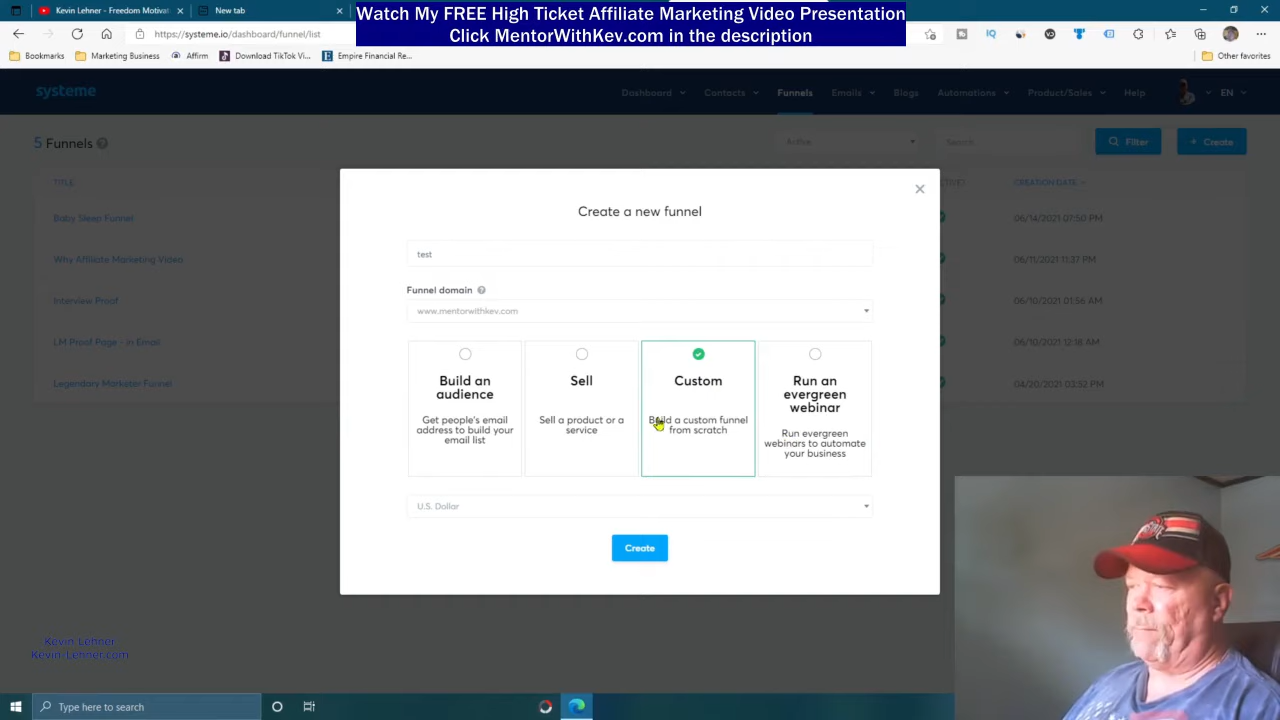 Kevin Lehner - Freedom Motivat
New tab
Watch My FREE High Ticket Affiliate Marketing Video Presentation
Click MentorWithKev.com in the description
https://systeme.io/dashboard/funnel/list
Bookmarks
Marketing Business
Affirm
Download TikTok Vi...
Empire Financial Re...
Other favorites
systeme
Dashboard
Contacts
Funnels
Emails
Blogs
Automations
Product/Sales
Help
EN
5 Funnels
Active
Search
Filter
+ Create
TITLE
CREATION DATE
Baby Sleep Funnel
06/14/2021 07:50 PM
Why Affiliate Marketing Video
06/11/2021 11:37 PM
Interview Proof
06/10/2021 01:56 AM
LM Proof Page - in Email
06/10/2021 12:18 AM
Legendary Marketer Funnel
04/20/2021 03:52 PM
Create a new funnel
test
Funnel domain
www.mentorwithkev.com
Build an
audience
Get people's email
address to build your
email list
Sell
Sell a product or a
service
Custom
Build a custom funnel
from scratch
Run an
evergreen
webinar
Run evergreen
webinars to automate
your business
U.S. Dollar
Create
Kevin Lehner
Kevin-Lehner.com
Type here to search